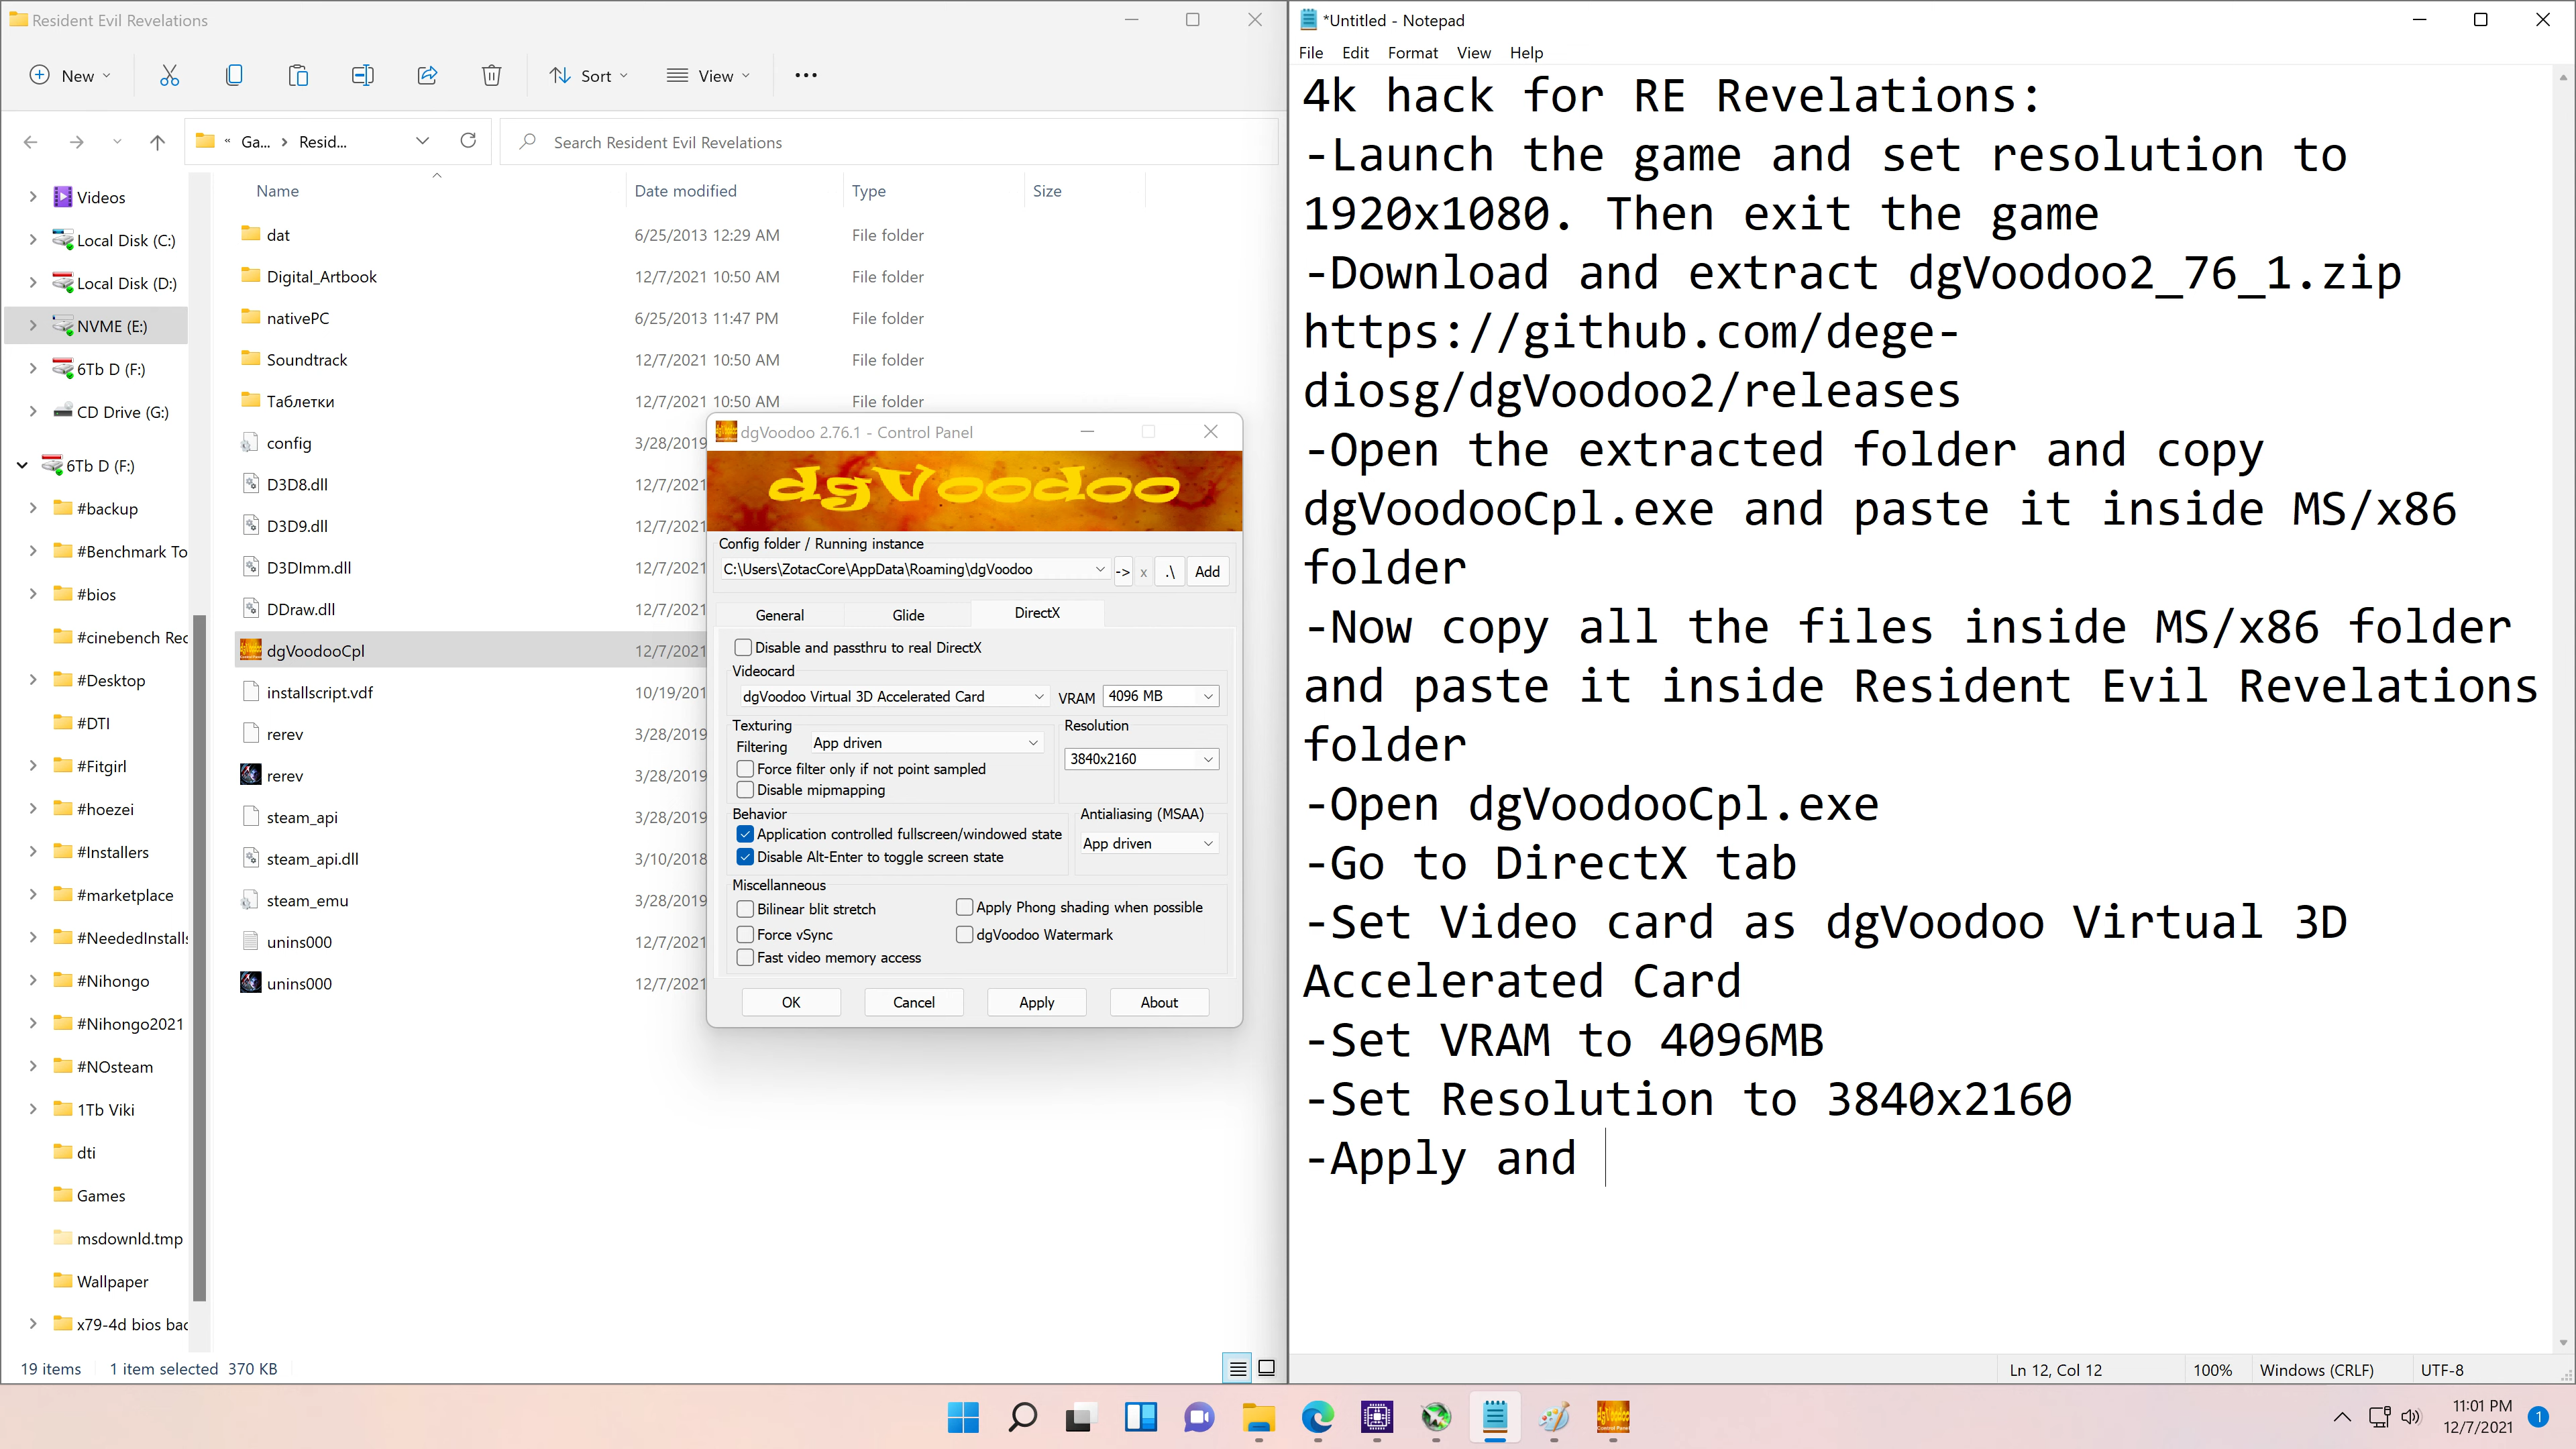 Resident Evil Revelations
New
Sort
View
« Ga... > Resid...
Search Resident Evil Revelations
Name Date modified Type Size
Videos
Local Disk (C:)
Local Disk (D:)
NVME (E:)
6Tb D (F:)
CD Drive (G:)
6Tb D (F:)
#backup
#Benchmark To
#bios
#cinebench Rec
#Desktop
#DTI
#Fitgirl
#hoezei
#Installers
#marketplace
#NeededInstalls
#Nihongo
#Nihongo2021
#NOsteam
1Tb Viki
dti
Games
msdownld.tmp
Wallpaper
x79-4d bios bac
dat 6/25/2013 12:29 AM File folder
Digital_Artbook 12/7/2021 10:50 AM File folder
nativePC 6/25/2013 11:47 PM File folder
Soundtrack 12/7/2021 10:50 AM File folder
Таблетки 12/7/2021 10:50 AM File folder
config 3/28/2019
D3D8.dll 12/7/2021
D3D9.dll 12/7/2021
D3DImm.dll 12/7/2021
DDraw.dll 12/7/2021
dgVoodooCpl 12/7/2021
installscript.vdf 10/19/201
rerev 3/28/2019
rerev 3/28/2019
steam_api 3/28/2019
steam_api.dll 3/10/2018
steam_emu 3/28/2019
unins000 12/7/2021
unins000 12/7/2021
19 items 1 item selected 370 KB
dgVoodoo 2.76.1 - Control Panel
dgVoodoo
Config folder / Running instance
C:\Users\ZotacCore\AppData\Roaming\dgVoodoo -> x .\ Add
General Glide DirectX
Disable and passthru to real DirectX
Videocard
dgVoodoo Virtual 3D Accelerated Card VRAM 4096 MB
Texturing Resolution
Filtering App driven 3840x2160
Force filter only if not point sampled
Disable mipmapping
Behavior Antialiasing (MSAA)
Application controlled fullscreen/windowed state
Disable Alt-Enter to toggle screen state App driven
Miscellaneous
Bilinear blit stretch Apply Phong shading when possible
Force vSync dgVoodoo Watermark
Fast video memory access
OK Cancel Apply About
*Untitled - Notepad
File Edit Format View Help
4k hack for RE Revelations:
-Launch the game and set resolution to
1920x1080. Then exit the game
-Download and extract dgVoodoo2_76_1.zip
https://github.com/dege-
diosg/dgVoodoo2/releases
-Open the extracted folder and copy
dgVoodooCpl.exe and paste it inside MS/x86
folder
-Now copy all the files inside MS/x86 folder
and paste it inside Resident Evil Revelations
folder
-Open dgVoodooCpl.exe
-Go to DirectX tab
-Set Video card as dgVoodoo Virtual 3D
Accelerated Card
-Set VRAM to 4096MB
-Set Resolution to 3840x2160
-Apply and
Ln 12, Col 12 100% Windows (CRLF) UTF-8
11:01 PM
12/7/2021
1